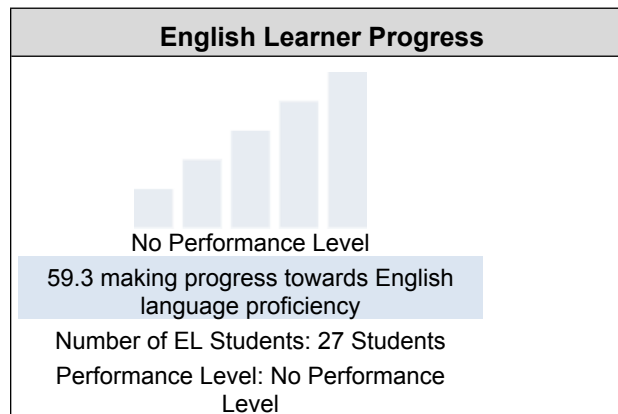 English Learner Progress
No Performance Level
59.3 making progress towards English
language proficiency
Number of EL Students: 27 Students
Performance Level: No Performance
Level